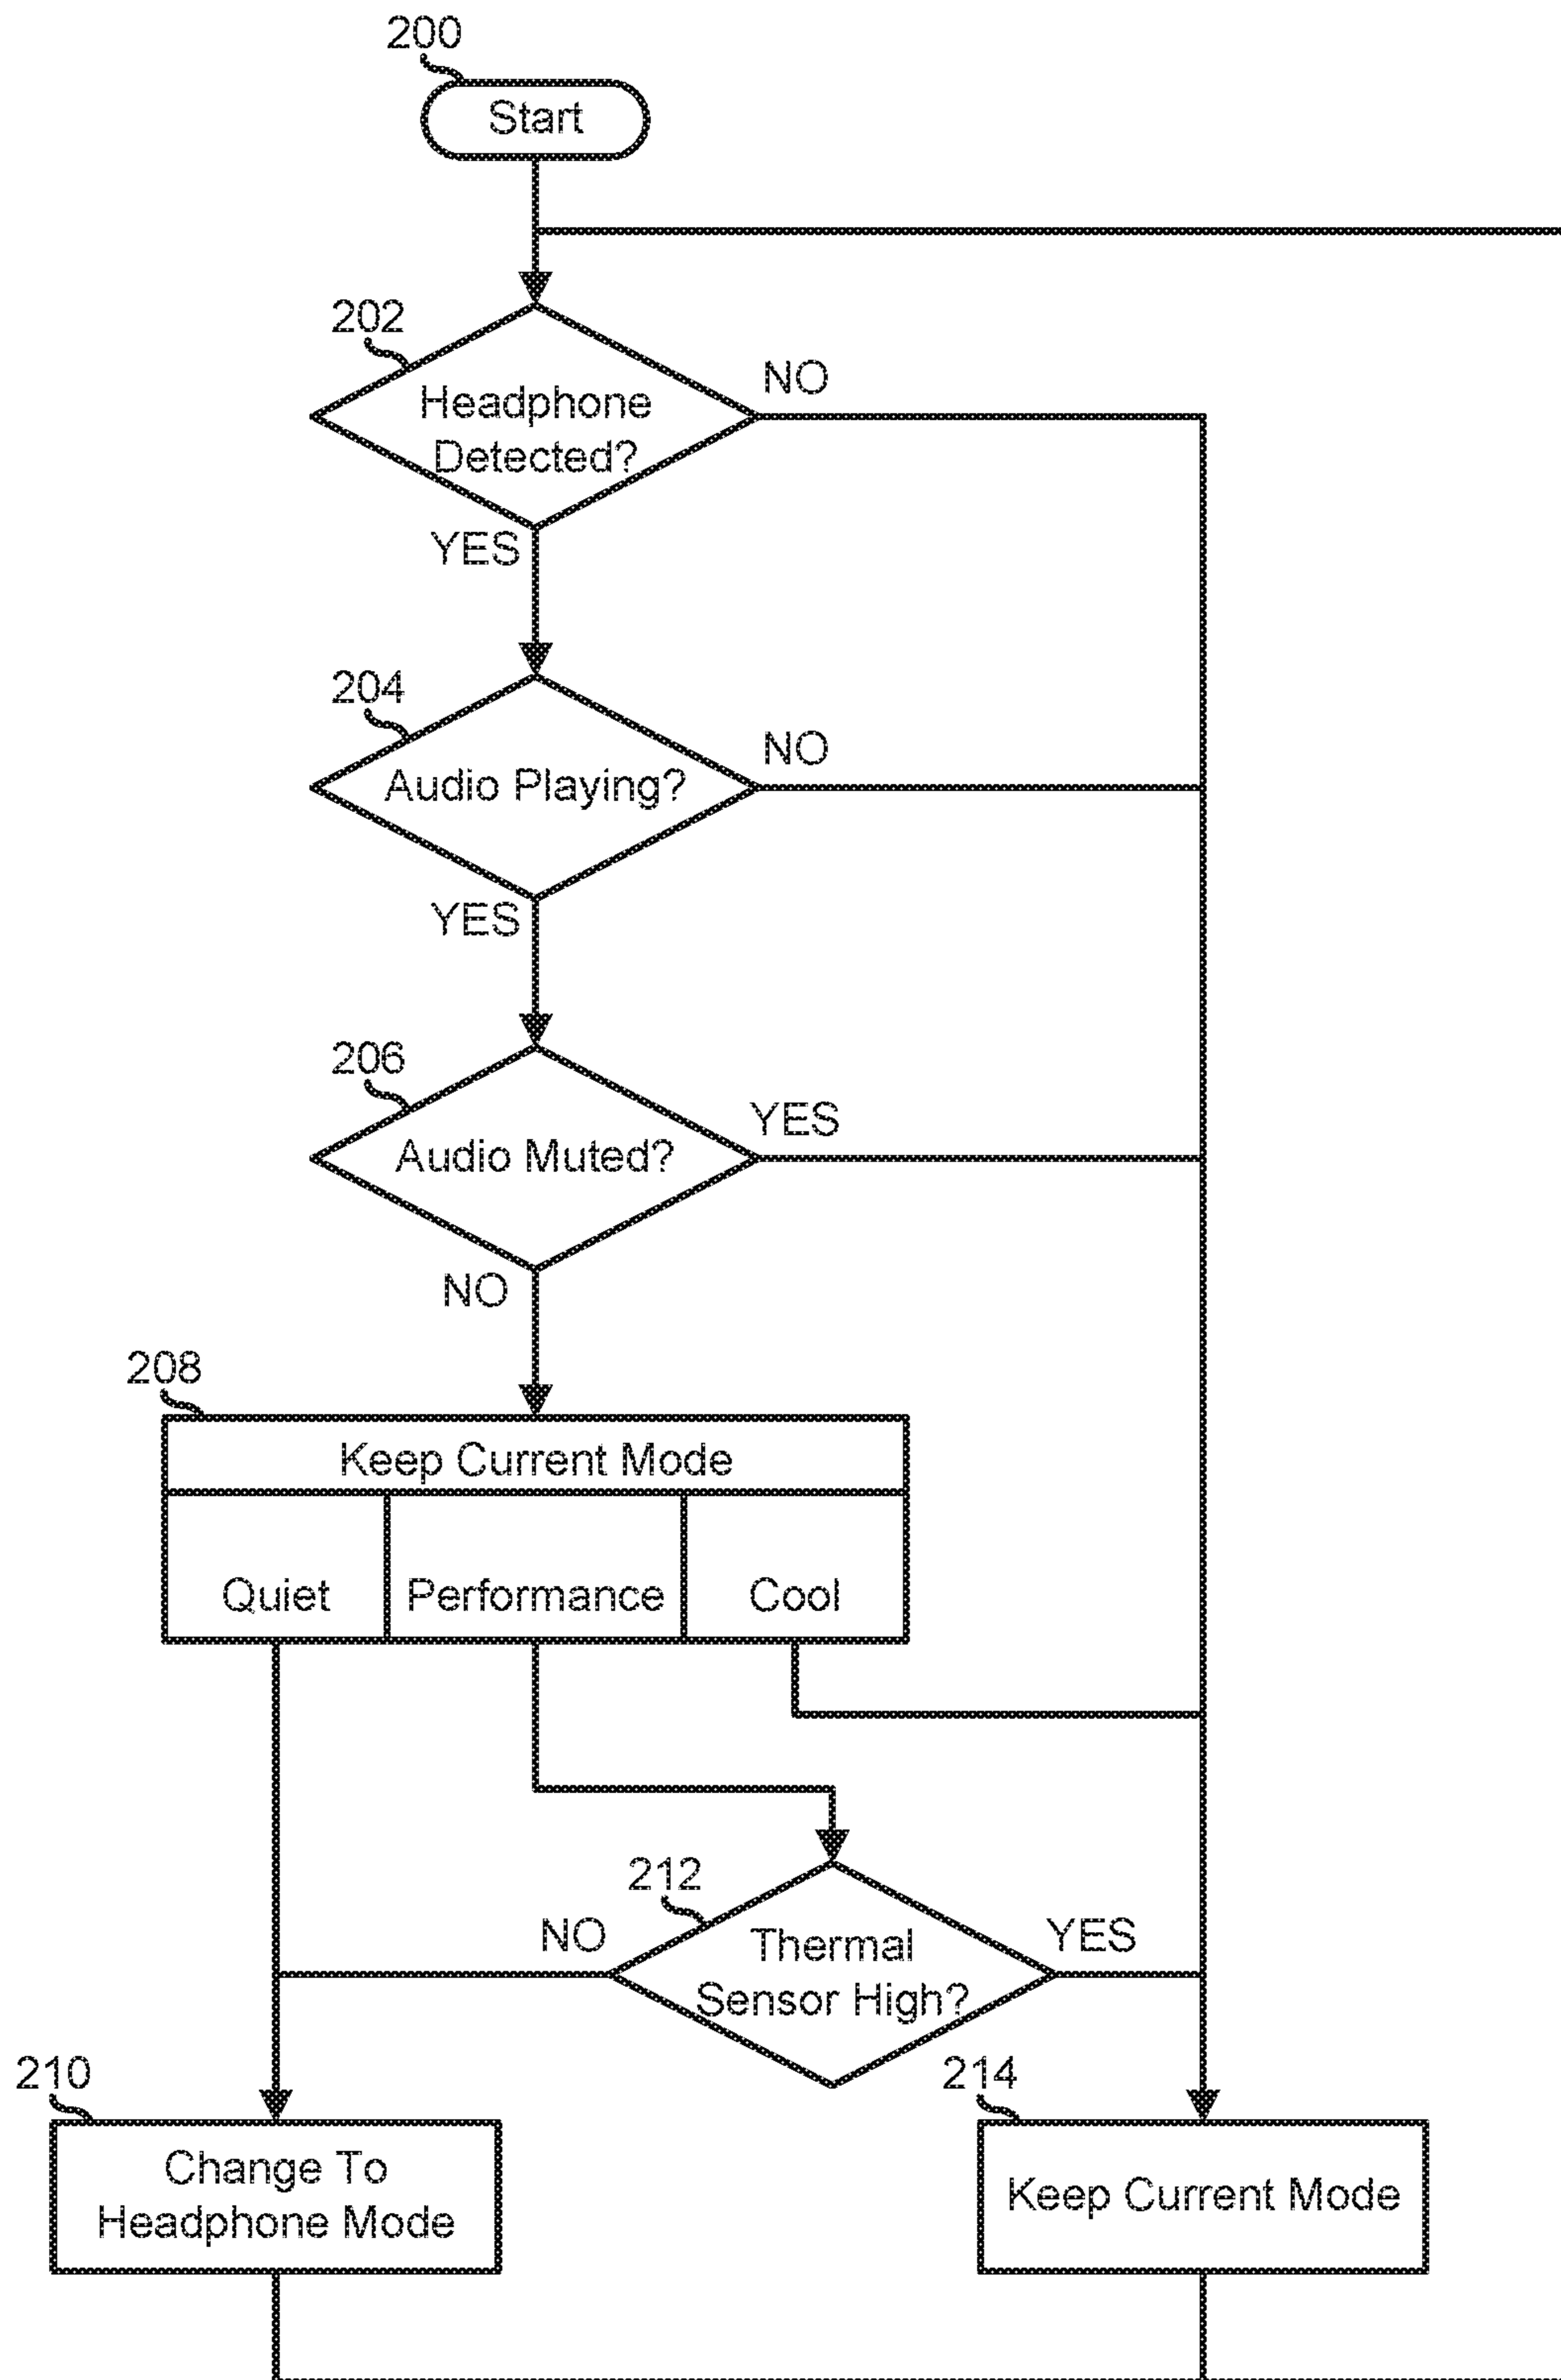 200
Start
202
NO
Headphone
Detected?
YES
204
NO
Audio Playing?
YES
206
YES
Audio Muted?
NO
208
Keep Current Mode
Quiet
Performance
Cool
212
NO
YES
Thermal
Sensor High?
210
214
Change To
Headphone Mode
Keep Current Mode